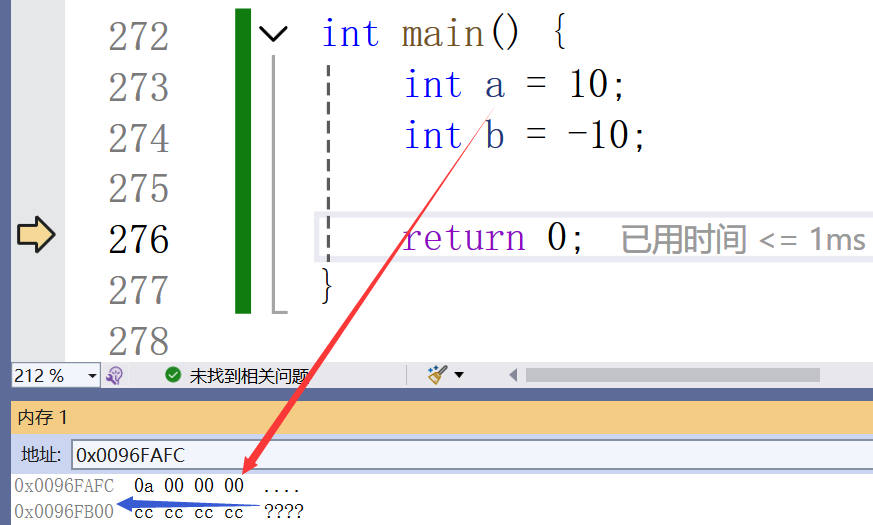 272 int main() {
273 int a = 10;
274 int b = -10;
275
276 return 0; 已用时间 <= 1ms
277 }
278
212 % 未找到相关问题
内存 1
地址: 0x0096FAFC
0x0096FAFC 0a 00 00 00 ....
0x0096FB00 cc cc cc cc ????